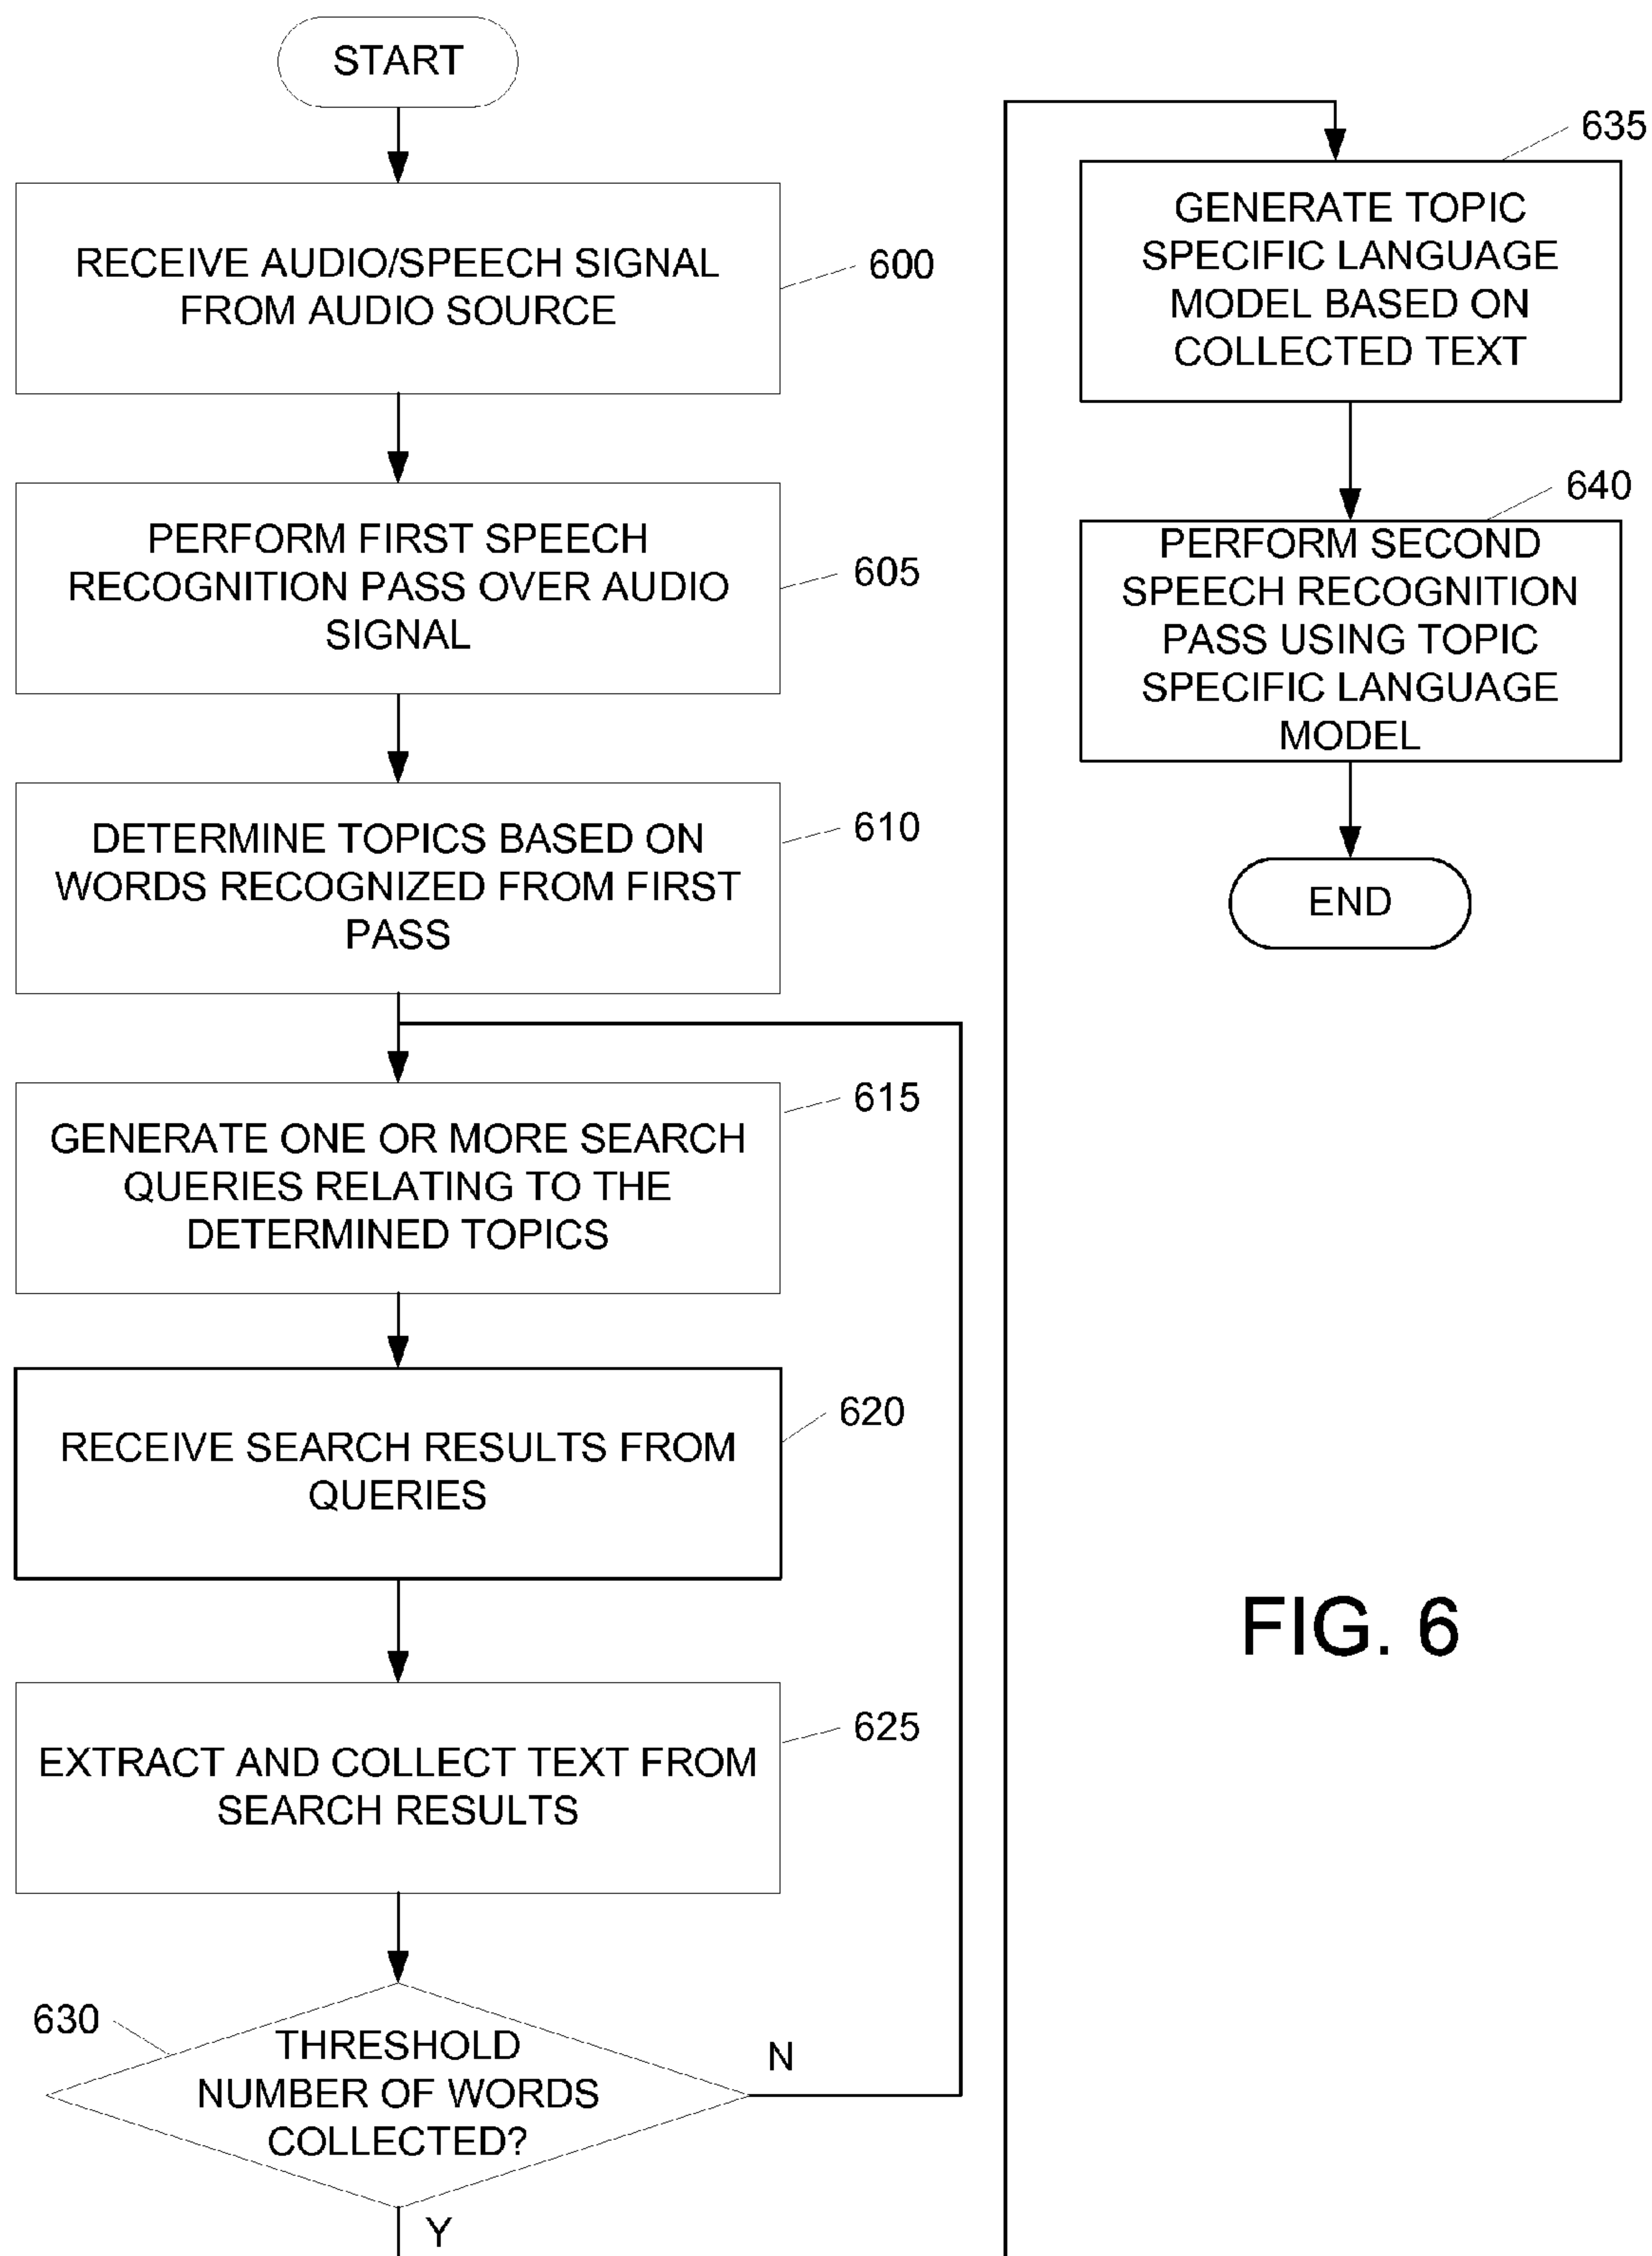 START
RECEIVE AUDIO/SPEECH SIGNAL
FROM AUDIO SOURCE
600
PERFORM FIRST SPEECH
RECOGNITION PASS OVER AUDIO
SIGNAL
605
DETERMINE TOPICS BASED ON
WORDS RECOGNIZED FROM FIRST
PASS
610
GENERATE ONE OR MORE SEARCH
QUERIES RELATING TO THE
DETERMINED TOPICS
615
RECEIVE SEARCH RESULTS FROM
QUERIES
620
EXTRACT AND COLLECT TEXT FROM
SEARCH RESULTS
625
630
THRESHOLD
NUMBER OF WORDS
COLLECTED?
N
Y
635
GENERATE TOPIC
SPECIFIC LANGUAGE
MODEL BASED ON
COLLECTED TEXT
640
PERFORM SECOND
SPEECH RECOGNITION
PASS USING TOPIC
SPECIFIC LANGUAGE
MODEL
END
FIG. 6